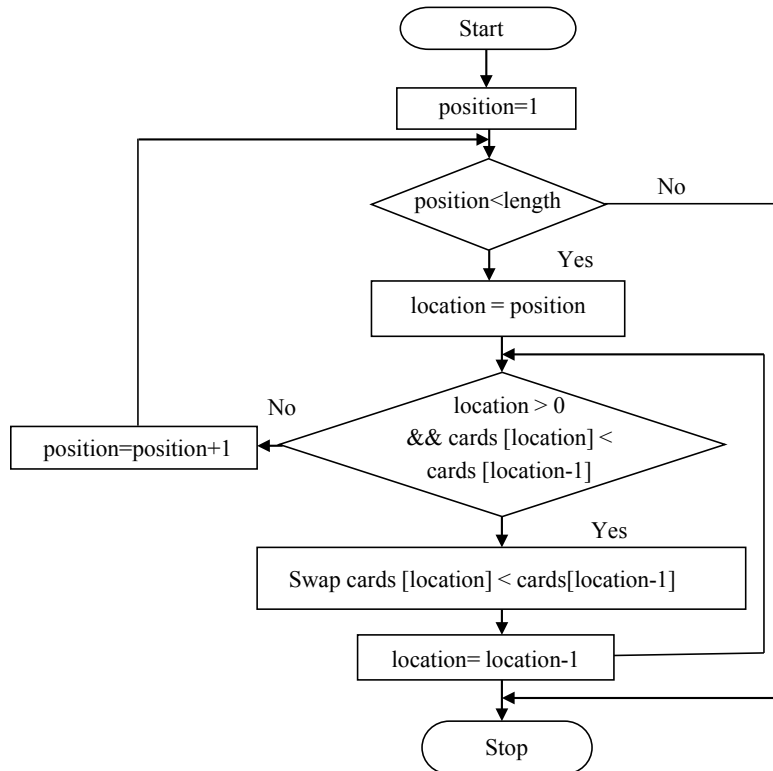 Start
position=1
position<length
No
Yes
location = position
location > 0
&& cards [location] <
cards [location-1]
No
position=position+1
Yes
Swap cards [location] < cards[location-1]
location= location-1
Stop